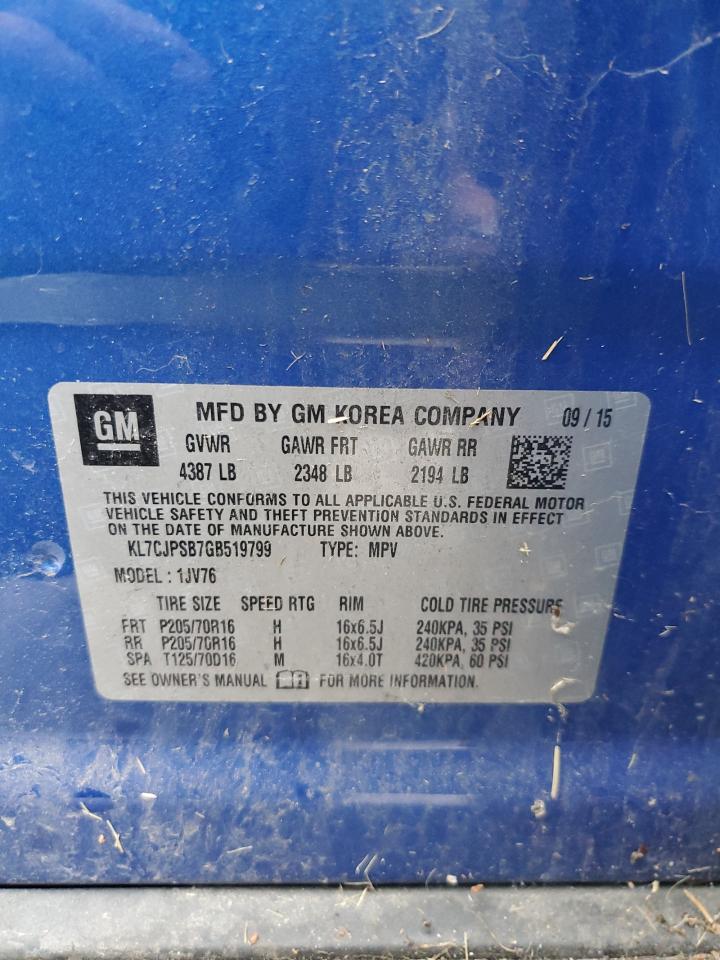 GM MFD BY GM KOREA COMPANY 09 / 15
GVWR GAWR FRT GAWR RR
4387 LB 2348 LB 2194 LB
THIS VEHICLE CONFORMS TO ALL APPLICABLE U.S. FEDERAL MOTOR
VEHICLE SAFETY AND THEFT PREVENTION STANDARDS IN EFFECT
ON THE DATE OF MANUFACTURE SHOWN ABOVE.
KL7CJPSB7GB519799 TYPE: MPV
MODEL : 1JV76
TIRE SIZE SPEED RTG RIM COLD TIRE PRESSURE
FRT P205/70R16 H 16x6.5J 240KPA, 35 PSI
RR P205/70R16 H 16x6.5J 240KPA, 35 PSI
SPA T125/70D16 M 16x4.0T 420KPA, 60 PSI
SEE OWNER'S MANUAL FOR MORE INFORMATION.